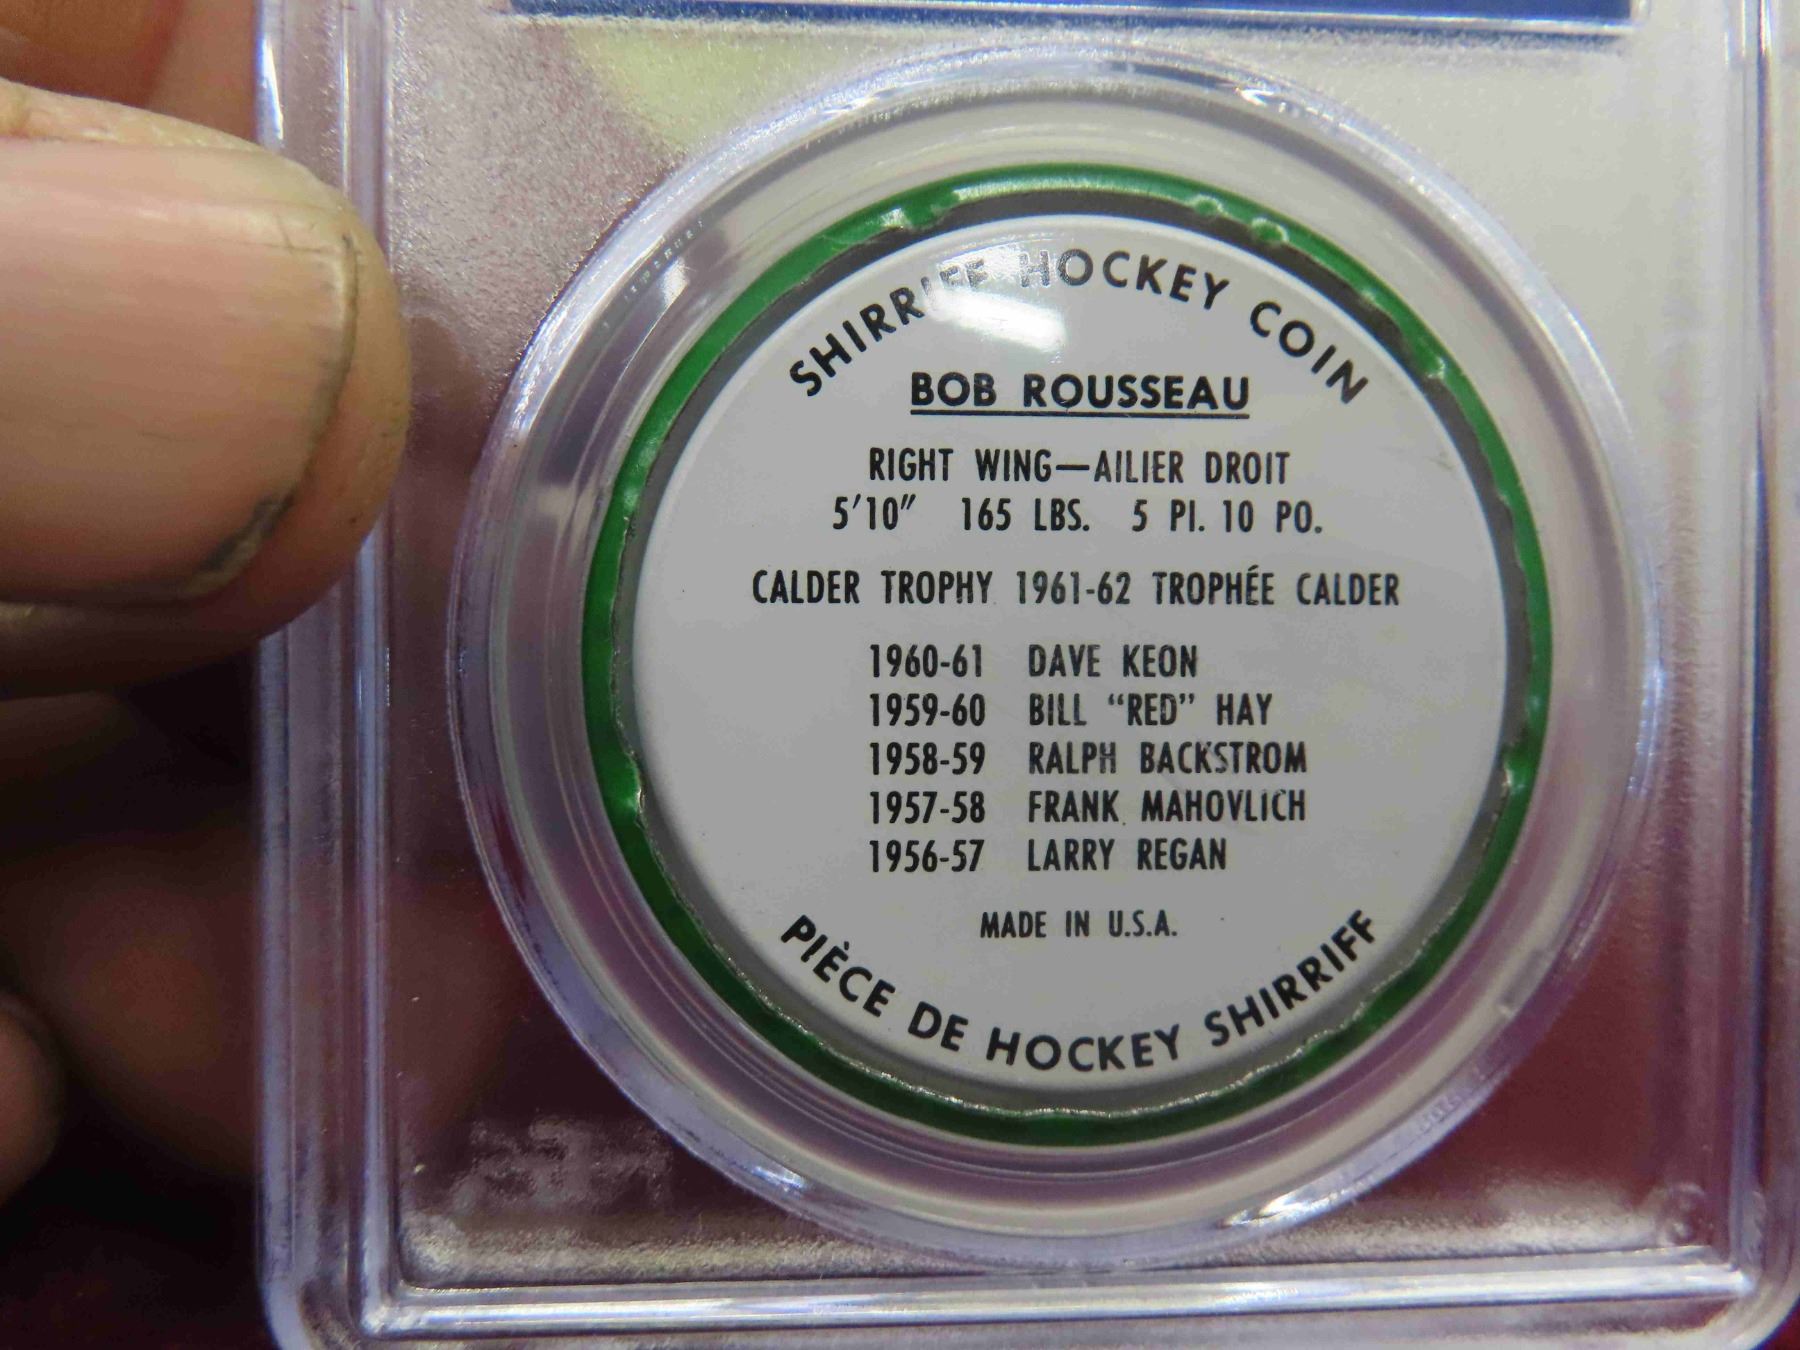 SHIRRIFF HOCKEY COIN
BOB ROUSSEAU
RIGHT WING—AILIER DROIT
5'10" 165 LBS. 5 PI. 10 PO.
CALDER TROPHY 1961-62 TROPHÉE CALDER
1960-61 DAVE KEON
1959-60 BILL “RED” HAY
1958-59 RALPH BACKSTROM
1957-58 FRANK MAHOVLICH
1956-57 LARRY REGAN
MADE IN U.S.A.
PIÈCE DE HOCKEY SHIRRIFF